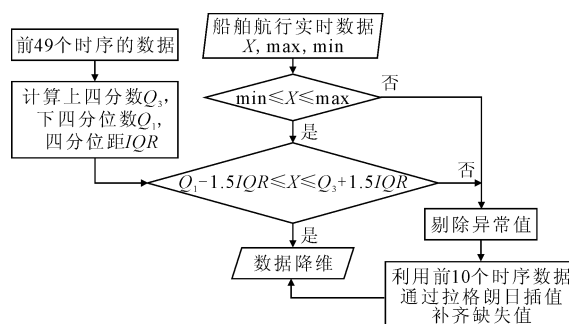 前49个时序的数据
计算上四分数Q₃,
下四分位数Q₁,
四分位距IQR
船舶航行实时数据
X, max, min
min≤X≤max
否
是
Q₁-1.5IQR≤X≤Q₃+1.5IQR
否
是
剔除异常值
数据降维
利用前10个时序数据
通过拉格朗日插值
补齐缺失值